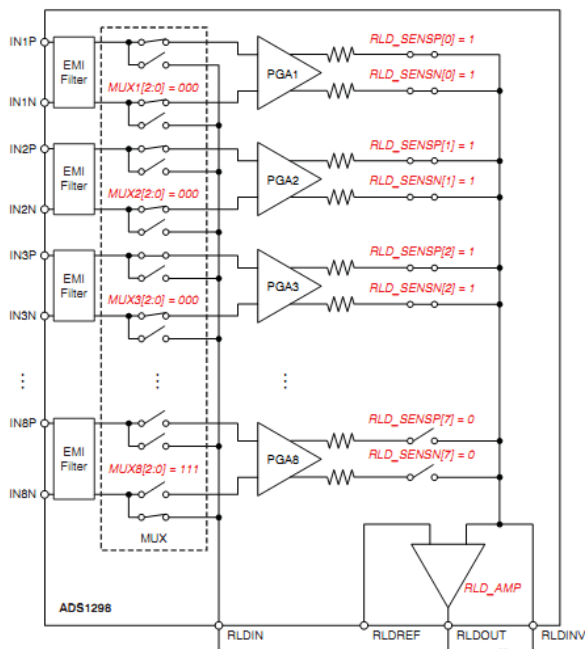 IN1P
EMI
Filter
IN1N
MUX1[2:0] = 000
PGA1
RLD_SENSP[0] = 1
RLD_SENSN[0] = 1
IN2P
EMI
Filter
IN2N
MUX2[2:0] = 000
PGA2
RLD_SENSP[1] = 1
RLD_SENSN[1] = 1
IN3P
EMI
Filter
IN3N
MUX3[2:0] = 000
PGA3
RLD_SENSP[2] = 1
RLD_SENSN[2] = 1
IN8P
EMI
Filter
IN8N
MUX8[2:0] = 111
PGA8
RLD_SENSP[7] = 0
RLD_SENSN[7] = 0
MUX
RLD_AMP
ADS1298
RLDIN
RLDREF
RLDOUT
RLDINV